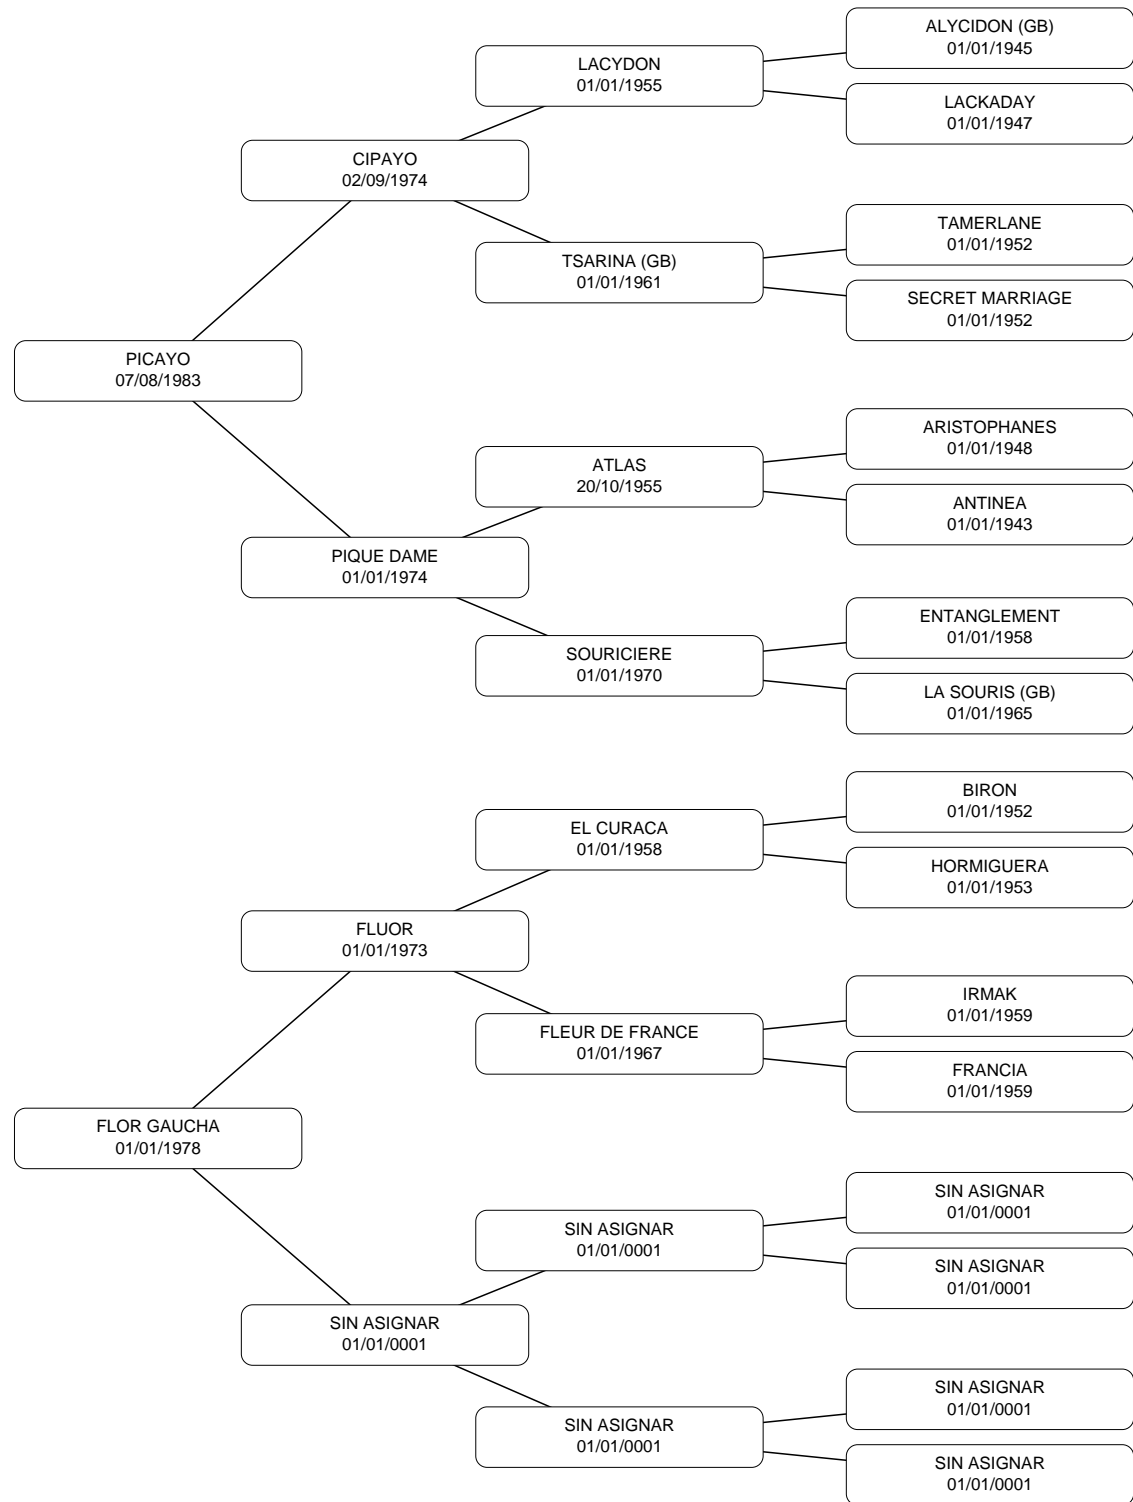 ALYCIDON (GB)
01/01/1945
LACYDON
01/01/1955
LACKADAY
01/01/1947
CIPAYO
02/09/1974
TAMERLANE
01/01/1952
TSARINA (GB)
01/01/1961
SECRET MARRIAGE
01/01/1952
PICAYO
07/08/1983
ARISTOPHANES
01/01/1948
ATLAS
20/10/1955
ANTINEA
01/01/1943
PIQUE DAME
01/01/1974
ENTANGLEMENT
01/01/1958
SOURICIERE
01/01/1970
LA SOURIS (GB)
01/01/1965
BIRON
01/01/1952
EL CURACA
01/01/1958
HORMIGUERA
01/01/1953
FLUOR
01/01/1973
IRMAK
01/01/1959
FLEUR DE FRANCE
01/01/1967
FRANCIA
01/01/1959
FLOR GAUCHA
01/01/1978
SIN ASIGNAR
01/01/0001
SIN ASIGNAR
01/01/0001
SIN ASIGNAR
01/01/0001
SIN ASIGNAR
01/01/0001
SIN ASIGNAR
01/01/0001
SIN ASIGNAR
01/01/0001
SIN ASIGNAR
01/01/0001